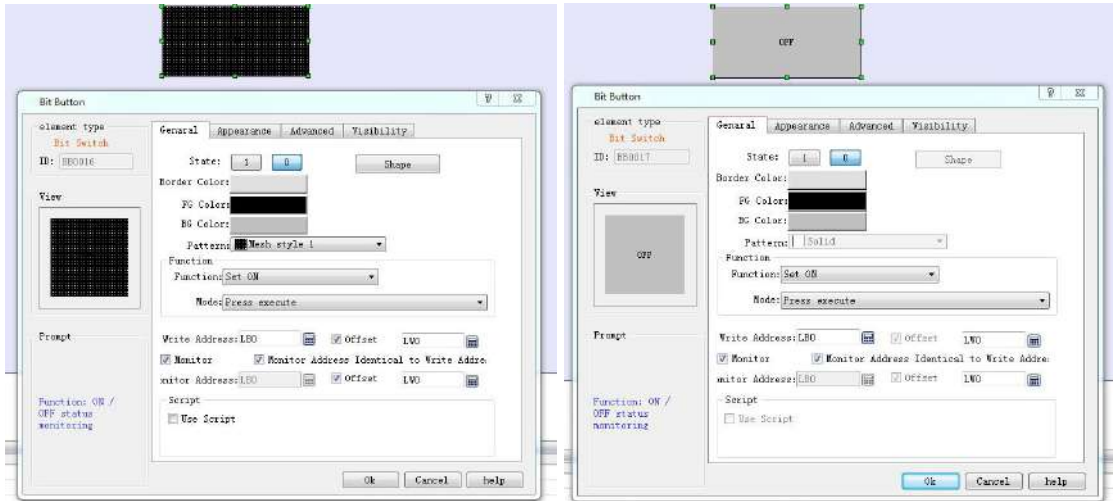 Bit Button
element type
Bit Switch
ID: BB0016
View
Prompt
Function: ON /
OFF status
monitoring
General Appearance Advanced Visibility
State: 1 0 Shape
Border Color:
FG Color:
BG Color:
Pattern: Mesh style 1
Function
Function: Set ON
Mode: Press execute
Write Address: LB0 Offset LW0
Monitor Monitor Address Identical to Write Addre
nitor Address: LB0 Offset LW0
Script
Use Script
Ok Cancel help
OFF
Bit Button
element type
Bit Switch
ID: BB0017
View
OFF
Prompt
Function: ON /
OFF status
monitoring
General Appearance Advanced Visibility
State: 1 0 Shape
Border Color:
FG Color:
BG Color:
Pattern: Solid
Function
Function: Set ON
Mode: Press execute
Write Address: LB0 Offset LW0
Monitor Monitor Address Identical to Write Addre
nitor Address: LB0 Offset LW0
Script
Use Script
Ok Cancel help